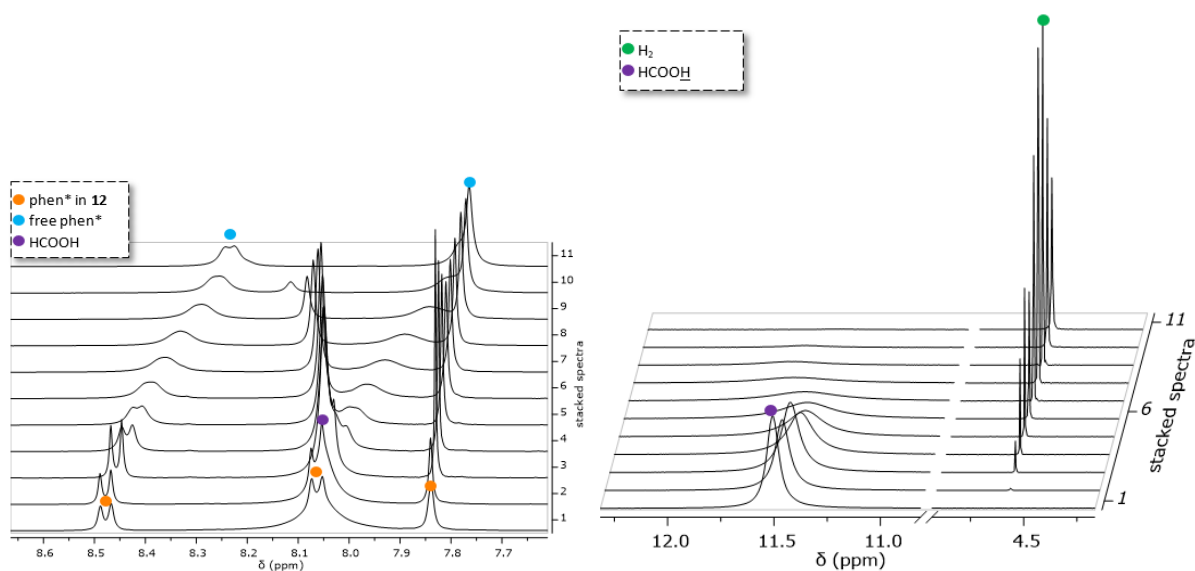 phen* in 12
free phen*
HCOOH
11
10
9
8
7
6
5
4
3
2
1
stacked spectra
8.6 8.5 8.4 8.3 8.2 8.1 8.0 7.9 7.8 7.7
δ (ppm)
H2
HCOOH
11
6
1
stacked spectra
12.0 11.5 11.0 4.5
δ (ppm)